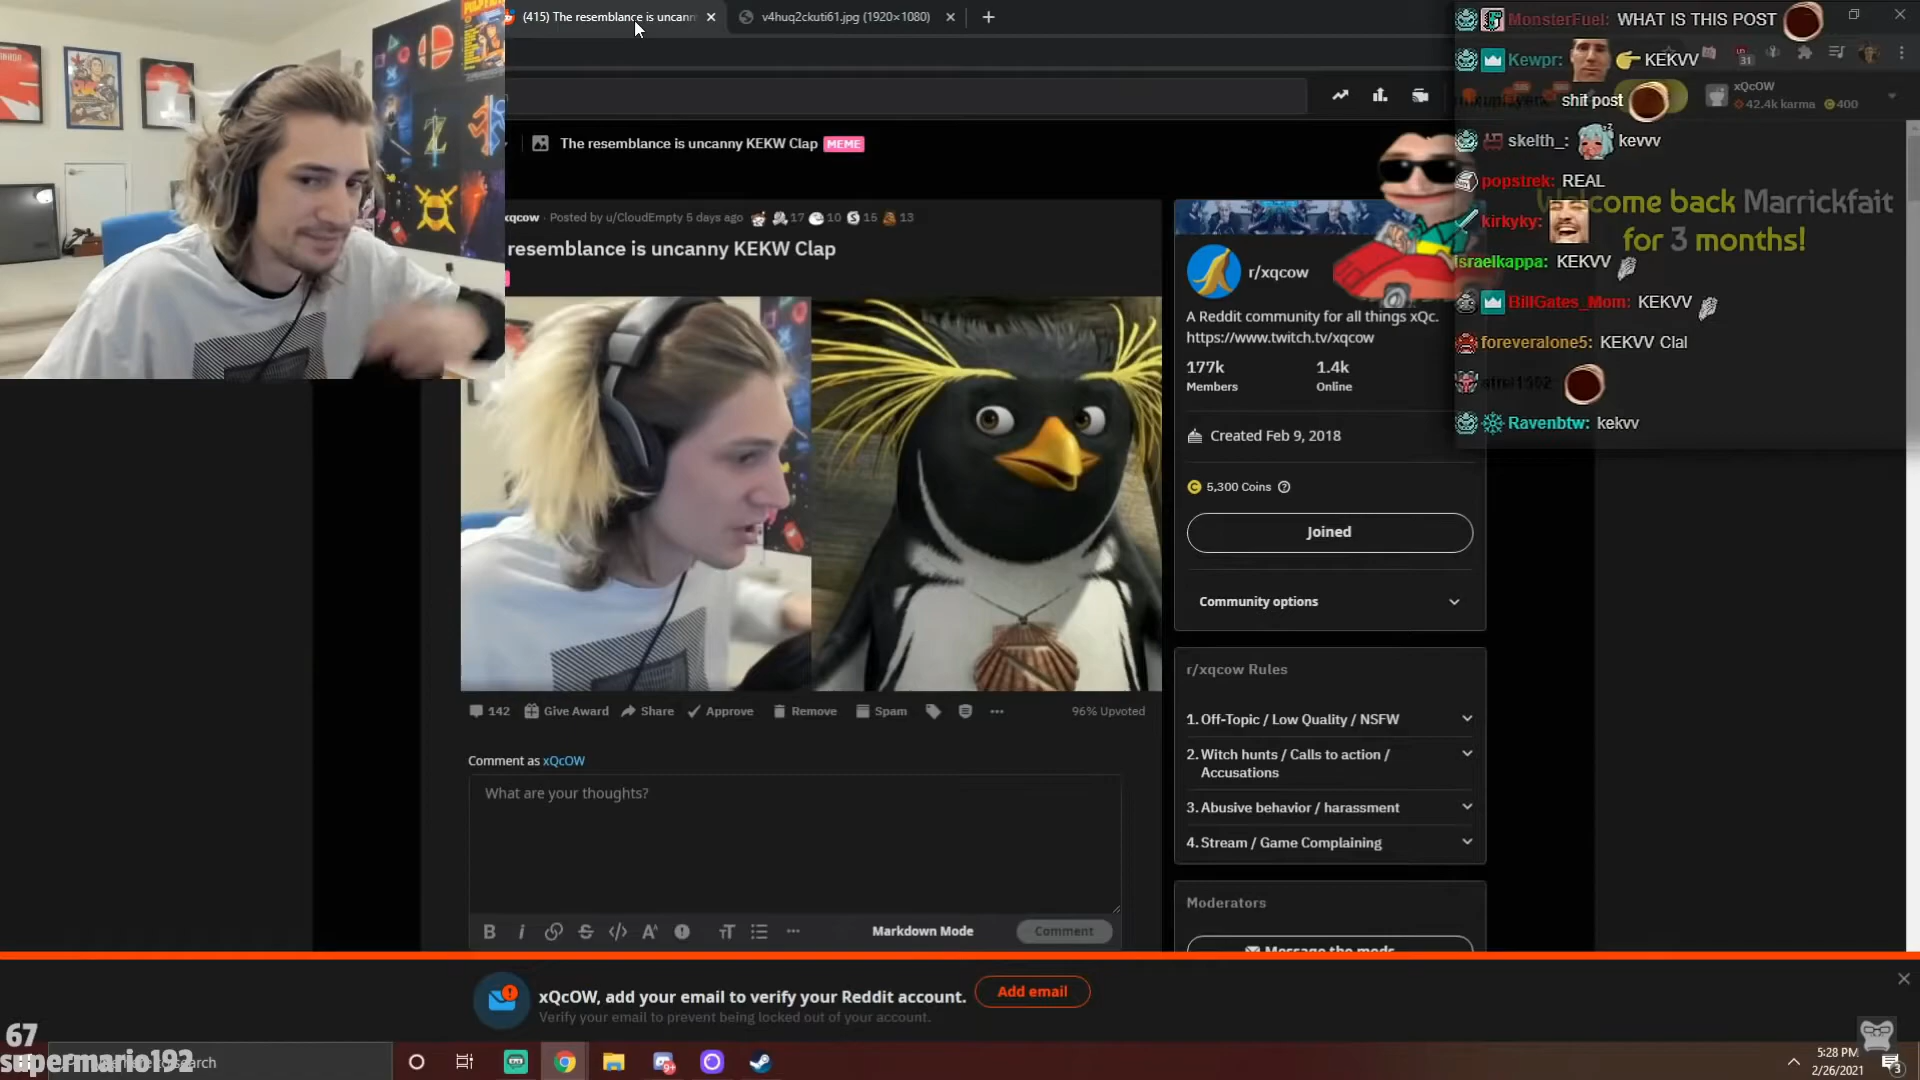 (415) The resemblance is uncann
v4huq2ckuti61.jpg (1920×1080)
MonsterFuel: WHAT IS THIS POST
Kewpr: KEKVV
shit post
skelth_: kevvv
popstrek: REAL
kirkyky:
Israelkappa: KEKVV
BillGates_Mom: KEKVV
foreveralone5: KEKVV Clal
Ravenbtw: kekvv
come back Marrickfait
for 3 months!
31
xQcOW
42.4k karma 400
The resemblance is uncanny KEKW Clap MEME
xqcow · Posted by u/CloudEmpty 5 days ago 17 10 15 13
resemblance is uncanny KEKW Clap
142 Give Award Share Approve Remove Spam 96% Upvoted
Comment as xQcOW
What are your thoughts?
Markdown Mode Comment
r/xqcow
A Reddit community for all things xQc.
https://www.twitch.tv/xqcow
177k 1.4k
Members Online
Created Feb 9, 2018
5,300 Coins
Joined
Community options
r/xqcow Rules
1. Off-Topic / Low Quality / NSFW
2. Witch hunts / Calls to action /
Accusations
3. Abusive behavior / harassment
4. Stream / Game Complaining
Moderators
Message the mods
xQcOW, add your email to verify your Reddit account. Add email
Verify your email to prevent being locked out of your account.
67
supermario192
search
9+
5:28 PM
2/26/2021
3